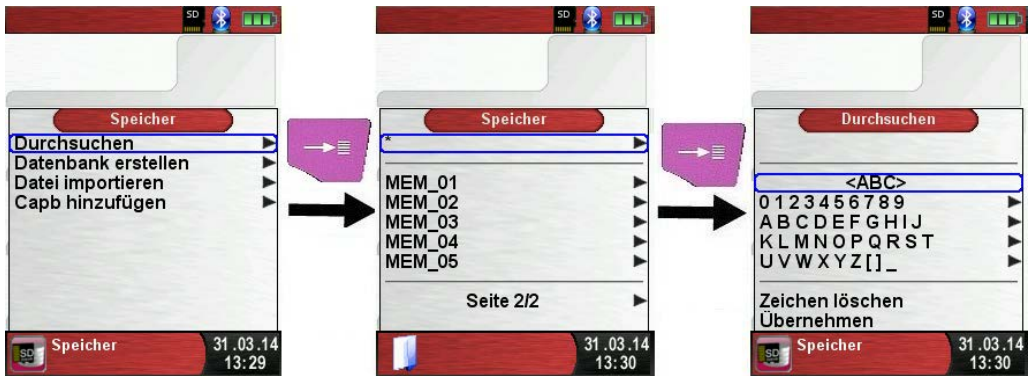 SD
Speicher
Durchsuchen
Datenbank erstellen
Datei importieren
Capb hinzufügen
SD
Speicher
31.03.14
13:29
SD
Speicher
*
MEM_01
MEM_02
MEM_03
MEM_04
MEM_05
Seite 2/2
31.03.14
13:30
SD
Durchsuchen
<ABC>
0 1 2 3 4 5 6 7 8 9
A B C D E F G H I J
K L M N O P Q R S T
U V W X Y Z [ ] _
Zeichen löschen
Übernehmen
SD
Speicher
31.03.14
13:30